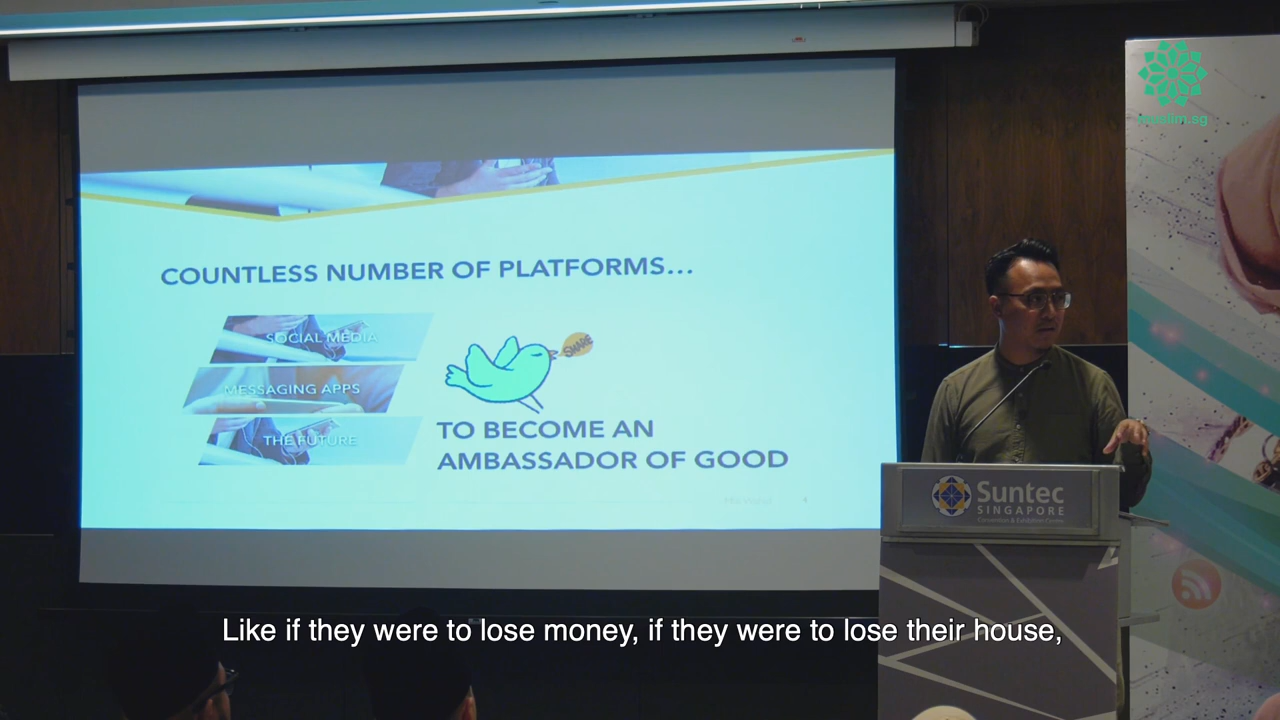 muslim.sg
COUNTLESS NUMBER OF PLATFORMS...
SOCIAL MEDIA
MESSAGING APPS
THE FUTURE
SHARE
TO BECOME AN
AMBASSADOR OF GOOD
Suntec
SINGAPORE
Convention & Exhibition Centre
Like if they were to lose money, if they were to lose their house,